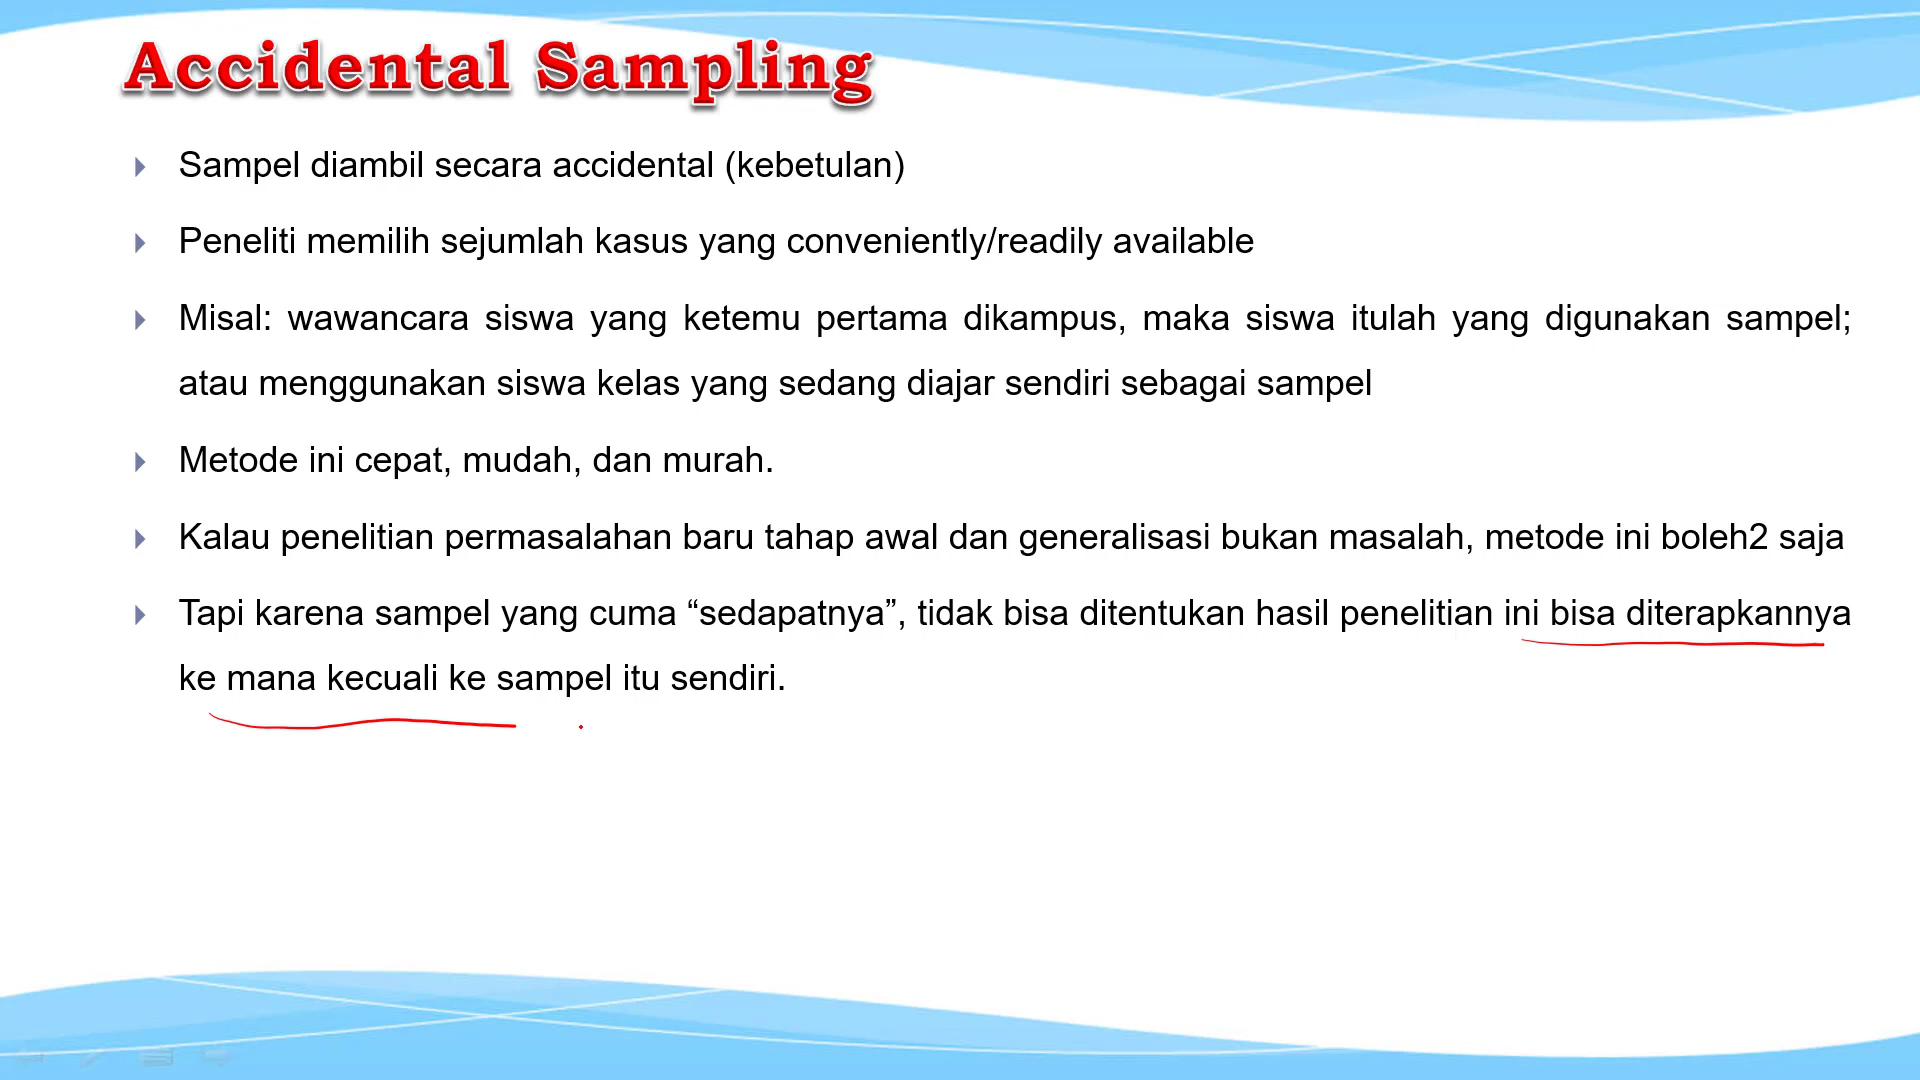 Accidental Sampling
Sampel diambil secara accidental (kebetulan)
Peneliti memilih sejumlah kasus yang conveniently/readily available
Misal: wawancara siswa yang ketemu pertama dikampus, maka siswa itulah yang digunakan sampel;
atau menggunakan siswa kelas yang sedang diajar sendiri sebagai sampel
Metode ini cepat, mudah, dan murah.
Kalau penelitian permasalahan baru tahap awal dan generalisasi bukan masalah, metode ini boleh2 saja
Tapi karena sampel yang cuma “sedapatnya”, tidak bisa ditentukan hasil penelitian ini bisa diterapkannya
ke mana kecuali ke sampel itu sendiri.